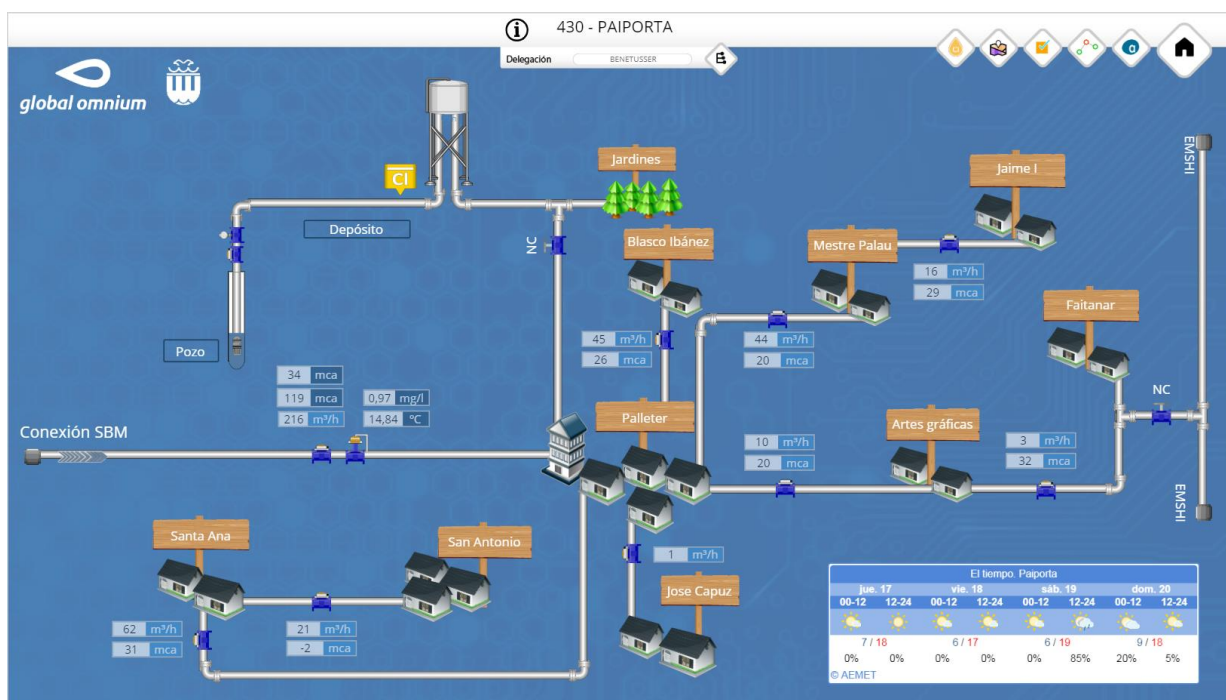 430 - PAIPORTA
Delegación
BENETUSSER
global omnium
CI
Depósito
Pozo
NC
Jardines
Blasco Ibánez
45 m³/h
26 mca
Mestre Palau
44 m³/h
20 mca
Jaime I
16 m³/h
29 mca
EMSHI
Faitanar
NC
34 mca
119 mca
216 m³/h
0,97 mg/l
14,84 ºC
Conexión SBM
Palleter
10 m³/h
20 mca
Artes gráficas
3 m³/h
32 mca
EMSHI
Santa Ana
San Antonio
62 m³/h
31 mca
21 m³/h
-2 mca
1 m³/h
Jose Capuz
El tiempo. Paiporta
jue. 17 vie. 18 sáb. 19 dom. 20
00-12 12-24 00-12 12-24 00-12 12-24 00-12 12-24
7 / 18 6 / 17 6 / 19 9 / 18
0% 0% 0% 0% 0% 85% 20% 5%
© AEMET